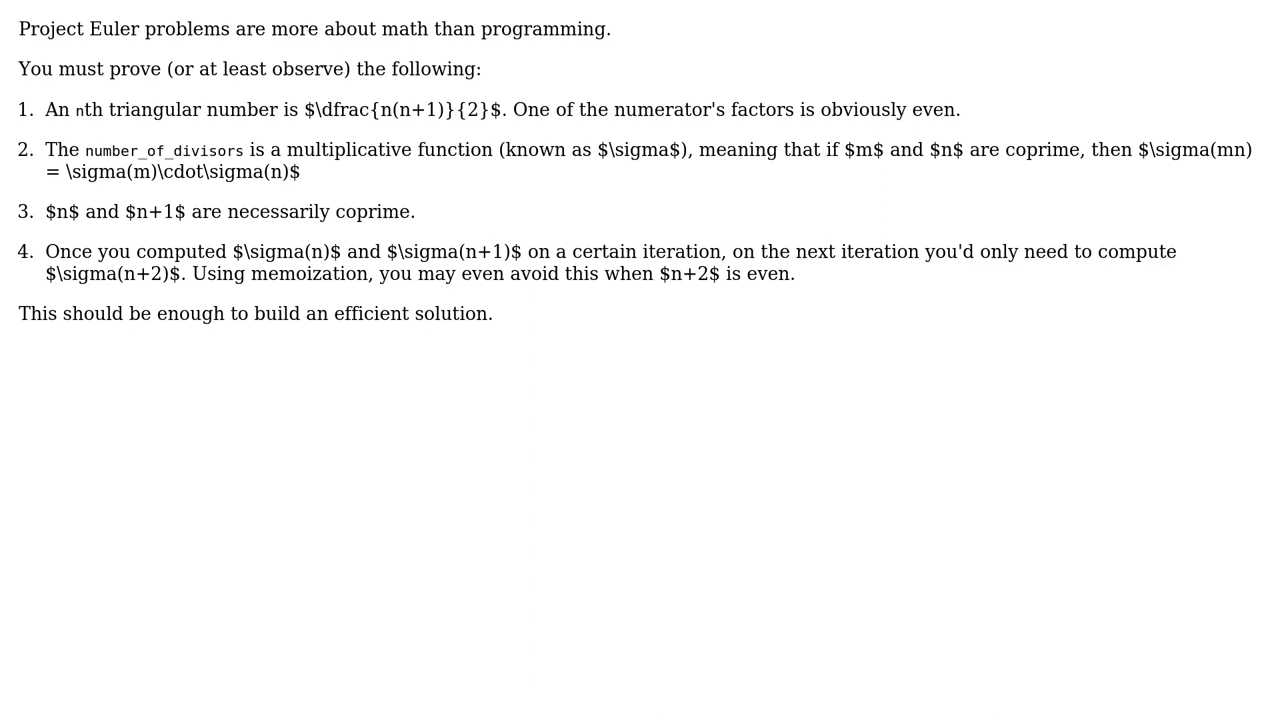 Project Euler problems are more about math than programming.
You must prove (or at least observe) the following:
1. An nth triangular number is $\dfrac{n(n+1)}{2}$. One of the numerator's factors is obviously even.
2. The number_of_divisors is a multiplicative function (known as $\sigma$), meaning that if $m$ and $n$ are coprime, then $\sigma(mn)
= \sigma(m)\cdot\sigma(n)$
3. $n$ and $n+1$ are necessarily coprime.
4. Once you computed $\sigma(n)$ and $\sigma(n+1)$ on a certain iteration, on the next iteration you'd only need to compute
$\sigma(n+2)$. Using memoization, you may even avoid this when $n+2$ is even.
This should be enough to build an efficient solution.